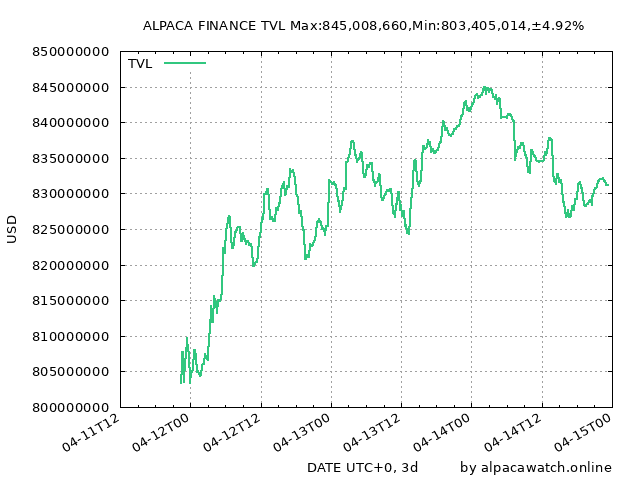 ALPACA FINANCE TVL Max:845,008,660,Min:803,405,014,±4.92%
850000000
845000000
840000000
835000000
830000000
825000000
820000000
815000000
810000000
805000000
800000000
TVL
USD
04-11T12
04-12T00
04-12T12
04-13T00
04-13T12
04-14T00
04-14T12
04-15T00
DATE UTC+0, 3d
by alpacawatch.online